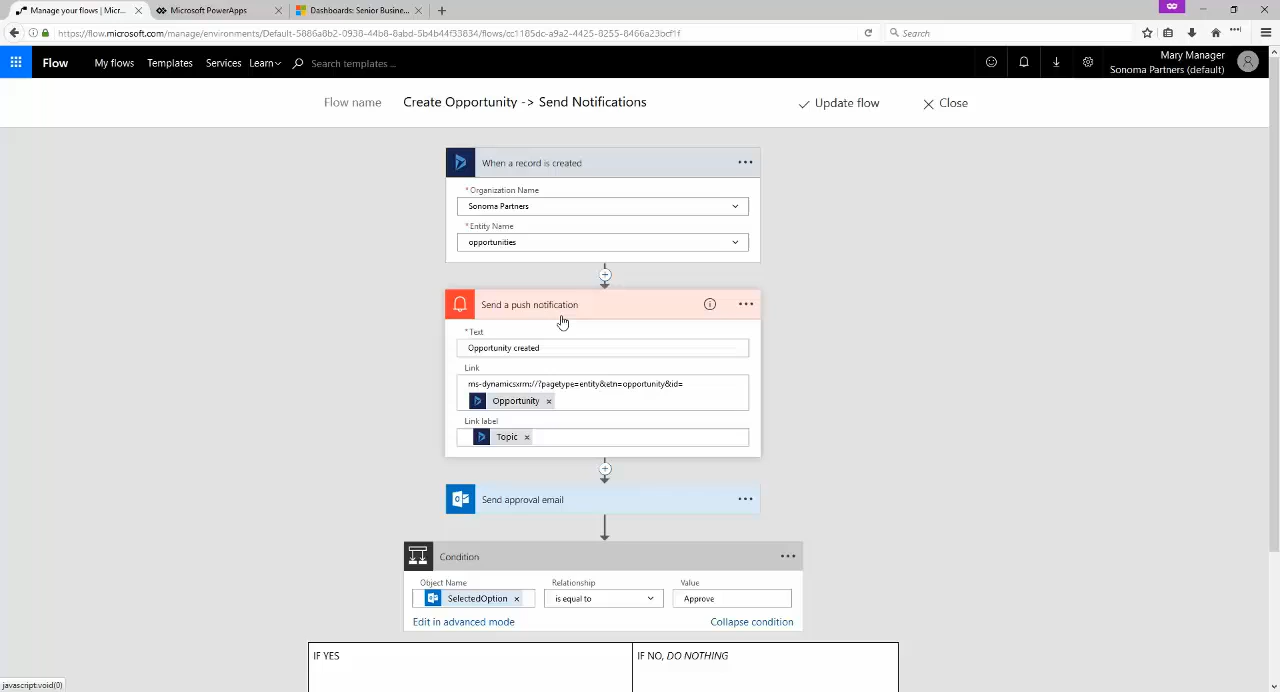 Manage your flows | Micr...
Microsoft PowerApps
Dashboards: Senior Busine...
https://flow.microsoft.com/manage/environments/Default-5886a8b2-0938-44b8-8abd-5b4b44f33834/flows/cc1185dc-a9a2-4425-8255-8466a23bcf1f
Search
Flow
My flows
Templates
Services
Learn
Search templates ...
Mary Manager
Sonoma Partners (default)
Flow name
Create Opportunity -> Send Notifications
Update flow
Close
When a record is created
* Organization Name
Sonoma Partners
* Entity Name
opportunities
Send a push notification
* Text
Opportunity created
Link
ms-dynamicsxrm://?pagetype=entity&etn=opportunity&id=
Opportunity
Link label
Topic
Send approval email
Condition
Object Name
Relationship
Value
SelectedOption
is equal to
Approve
Edit in advanced mode
Collapse condition
IF YES
IF NO, DO NOTHING
javascript:void(0)